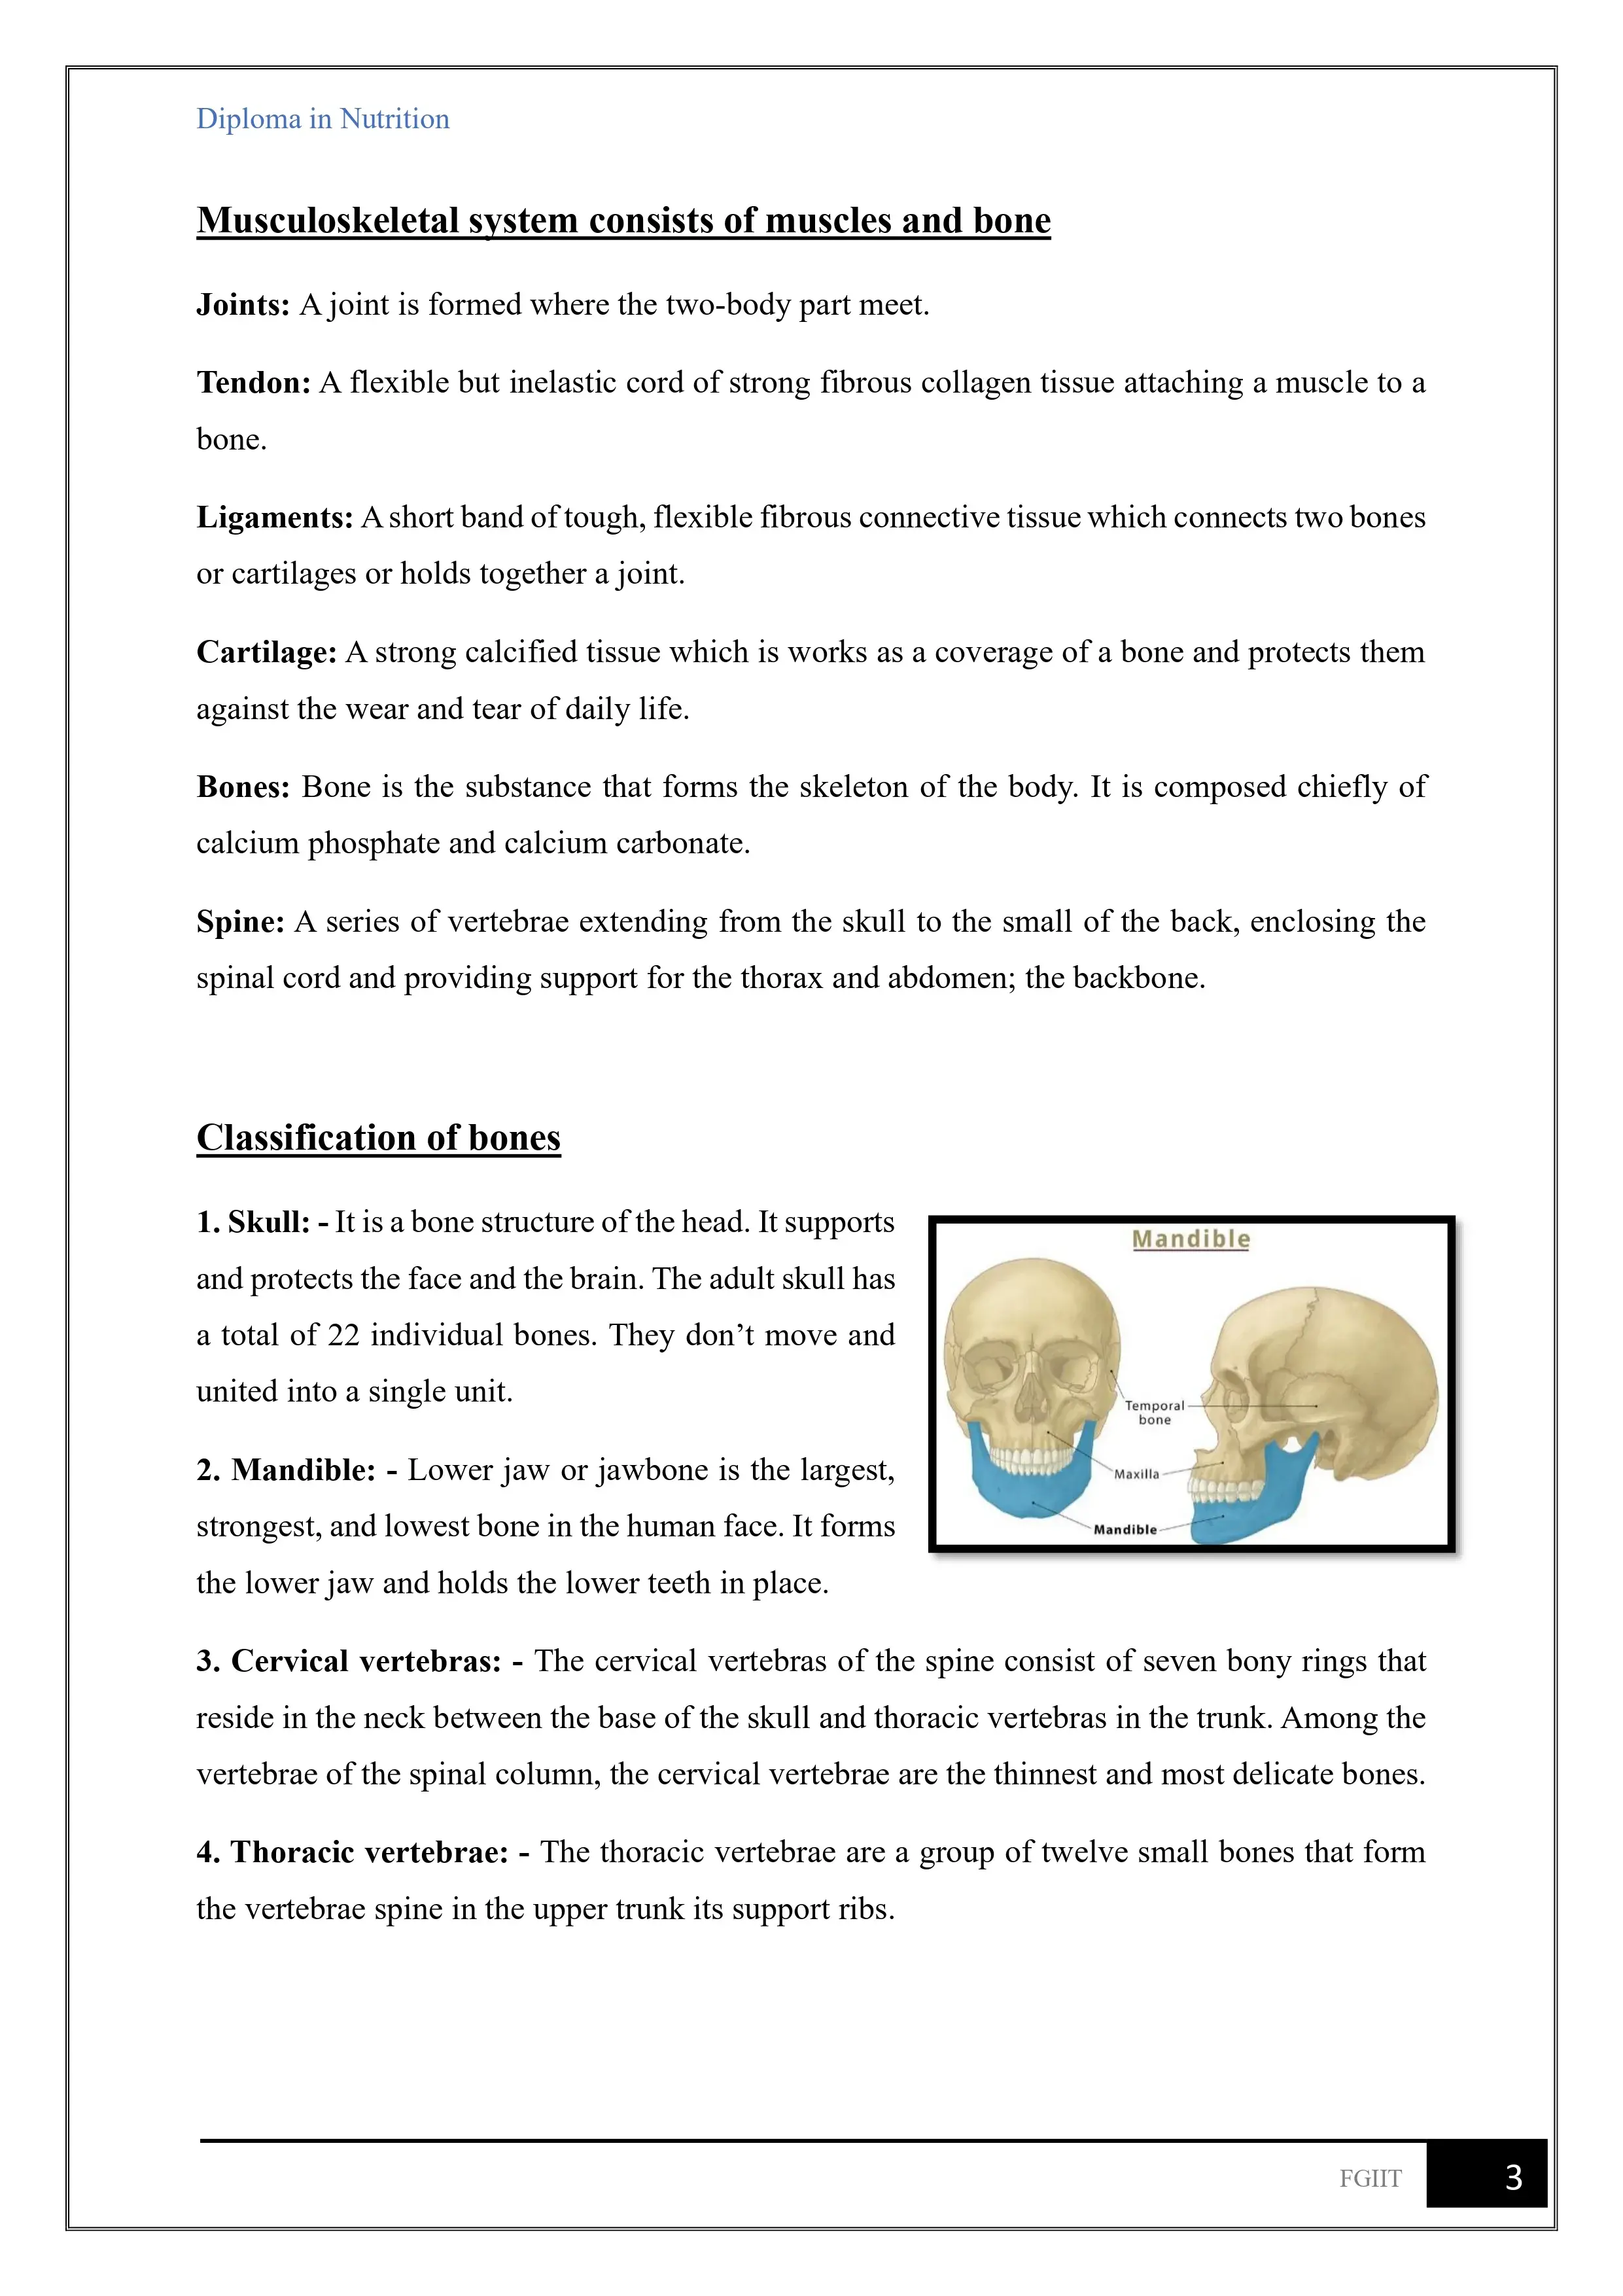 Diploma in Nutrition
Musculoskeletal system consists of muscles and bone
Joints: A joint is formed where the two-body part meet.
Tendon: A flexible but inelastic cord of strong fibrous collagen tissue attaching a muscle to a
bone.
Ligaments: A short band of tough, flexible fibrous connective tissue which connects two bones
or cartilages or holds together a joint.
Cartilage: A strong calcified tissue which is works as a coverage of a bone and protects them
against the wear and tear of daily life.
Bones: Bone is the substance that forms the skeleton of the body. It is composed chiefly of
calcium phosphate and calcium carbonate.
Spine: A series of vertebrae extending from the skull to the small of the back, enclosing the
spinal cord and providing support for the thorax and abdomen; the backbone.
Classification of bones
1. Skull: - It is a bone structure of the head. It supports
and protects the face and the brain. The adult skull has
a total of 22 individual bones. They don’t move and
united into a single unit.
2. Mandible: - Lower jaw or jawbone is the largest,
strongest, and lowest bone in the human face. It forms
the lower jaw and holds the lower teeth in place.
Mandible
Temporal
bone
Maxilla
Mandible
3. Cervical vertebras: - The cervical vertebras of the spine consist of seven bony rings that
reside in the neck between the base of the skull and thoracic vertebras in the trunk. Among the
vertebrae of the spinal column, the cervical vertebrae are the thinnest and most delicate bones.
4. Thoracic vertebrae: - The thoracic vertebrae are a group of twelve small bones that form
the vertebrae spine in the upper trunk its support ribs.
FGIIT
3